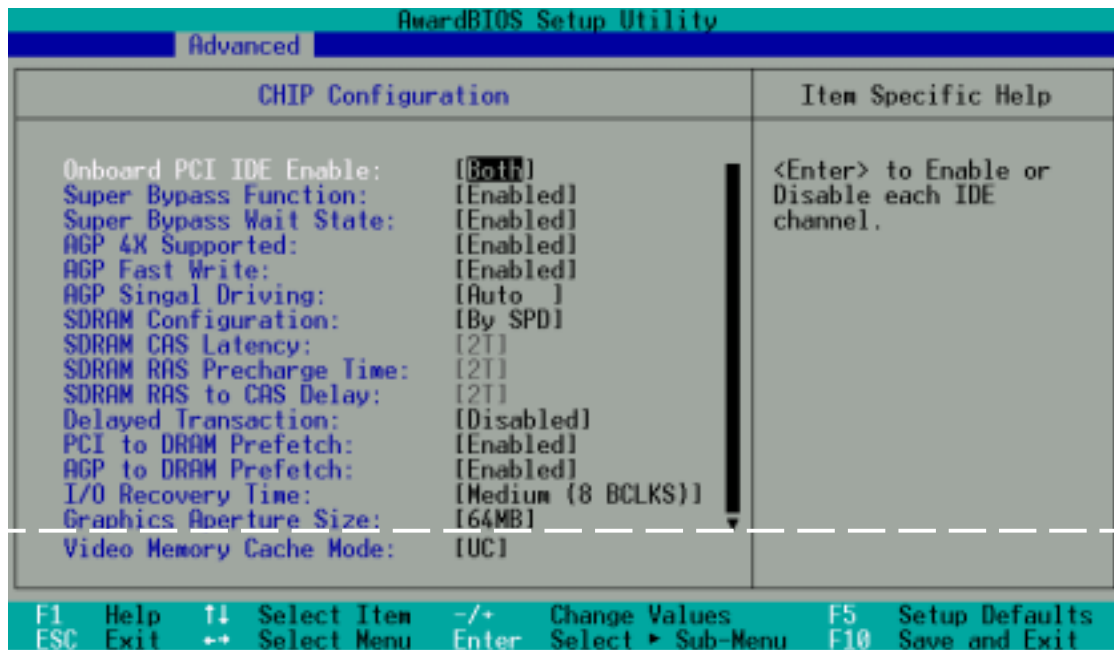 AwardBIOS Setup Utility
Advanced
CHIP Configuration
Item Specific Help
Onboard PCI IDE Enable: [Both]
Super Bypass Function: [Enabled]
Super Bypass Wait State: [Enabled]
AGP 4X Supported: [Enabled]
AGP Fast Write: [Enabled]
AGP Singal Driving: [Auto ]
SDRAM Configuration: [By SPD]
SDRAM CAS Latency: [2T]
SDRAM RAS Precharge Time: [2T]
SDRAM RAS to CAS Delay: [2T]
Delayed Transaction: [Disabled]
PCI to DRAM Prefetch: [Enabled]
AGP to DRAM Prefetch: [Enabled]
I/O Recovery Time: [Medium (8 BCLKS)]
Graphics Aperture Size: [64MB]
Video Memory Cache Mode: [UC]
<Enter> to Enable or
Disable each IDE
channel.
F1 Help ↑↓ Select Item -/+ Change Values F5 Setup Defaults
ESC Exit ←→ Select Menu Enter Select ► Sub-Menu F10 Save and Exit